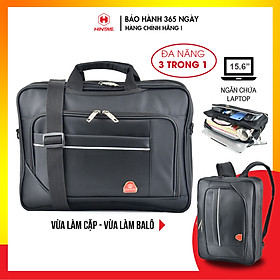 HANTINE
BẢO HÀNH 365 NGÀY
HÀNG CHÍNH HÃNG !
ĐA NĂNG
3 TRONG 1
15.6"
NGĂN CHỨA
LAPTOP
VỪA LÀM CẶP - VỪA LÀM BALÔ